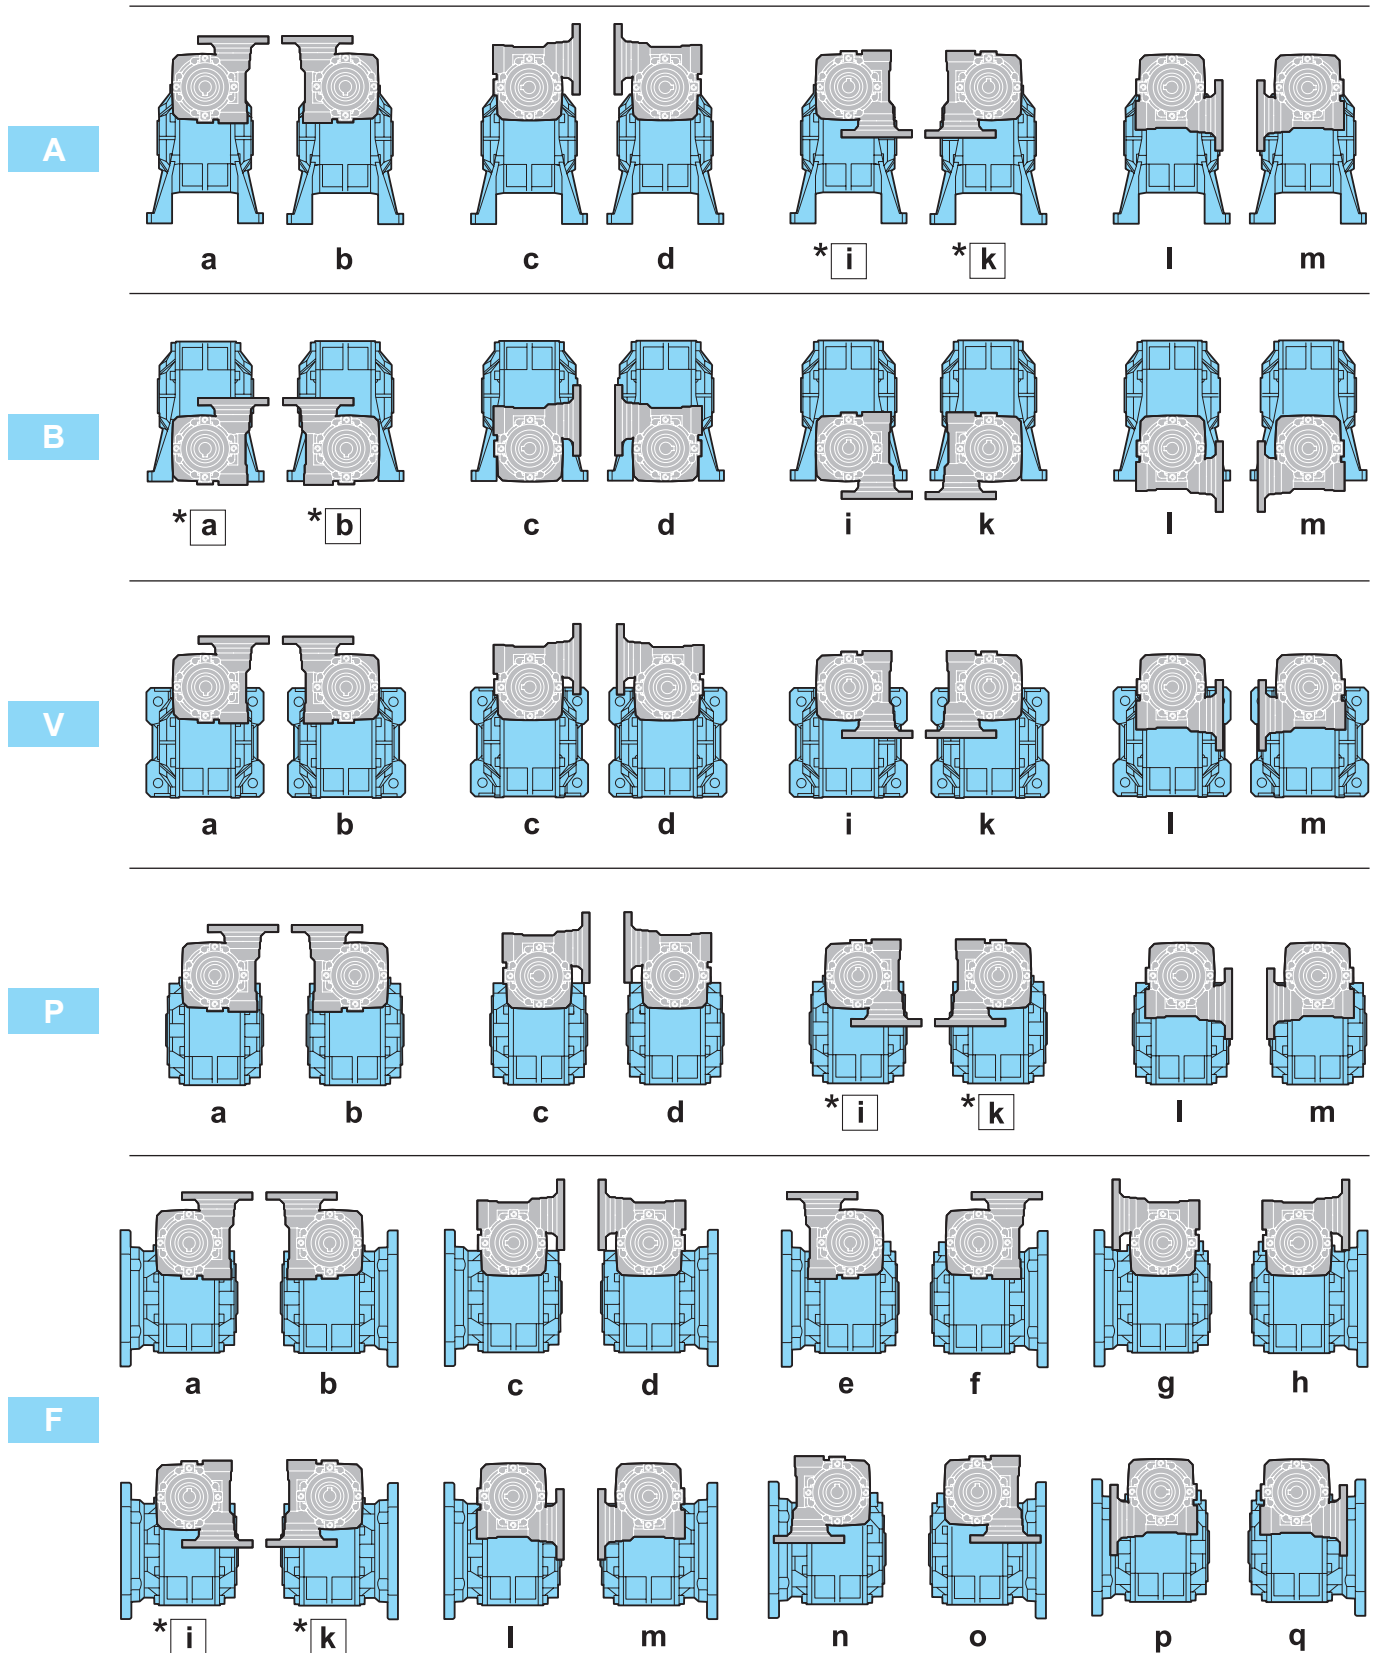 A
a b c d * i * k l m
B
* a * b c d i k l m
V
a b c d i k l m
P
a b c d * i * k l m
F
a b c d e f g h
* i * k l m n o p q